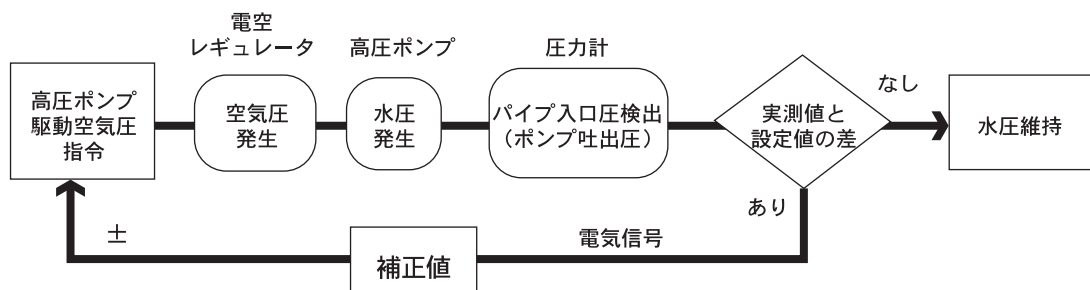 電空
レギュレータ
高圧ポンプ
圧力計
高圧ポンプ
駆動空気圧
指令
空気圧
発生
水圧
発生
パイプ入口圧検出
（ポンプ吐出圧）
実測値と
設定値の差
なし
水圧維持
あり
±
電気信号
補正値